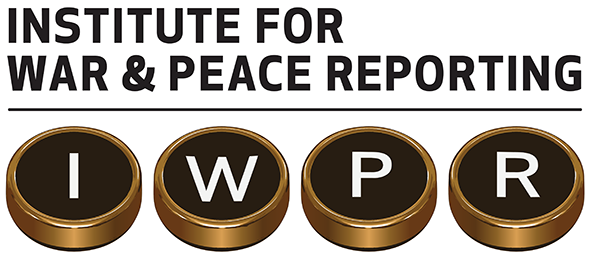 INSTITUTE FOR
WAR & PEACE REPORTING
I W P R